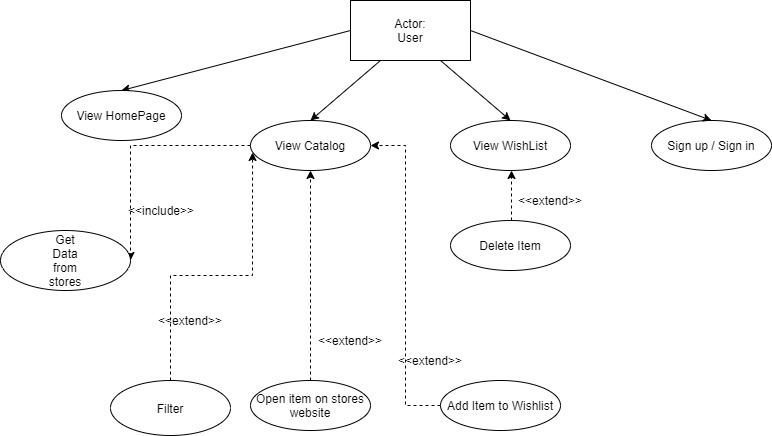 Actor:
User
View HomePage
View Catalog
View WishList
Sign up / Sign in
<<extend>>
<<include>>
Get
Data
from
stores
Delete Item
<<extend>>
<<extend>>
<<extend>>
Filter
Open item on stores
website
Add Item to Wishlist